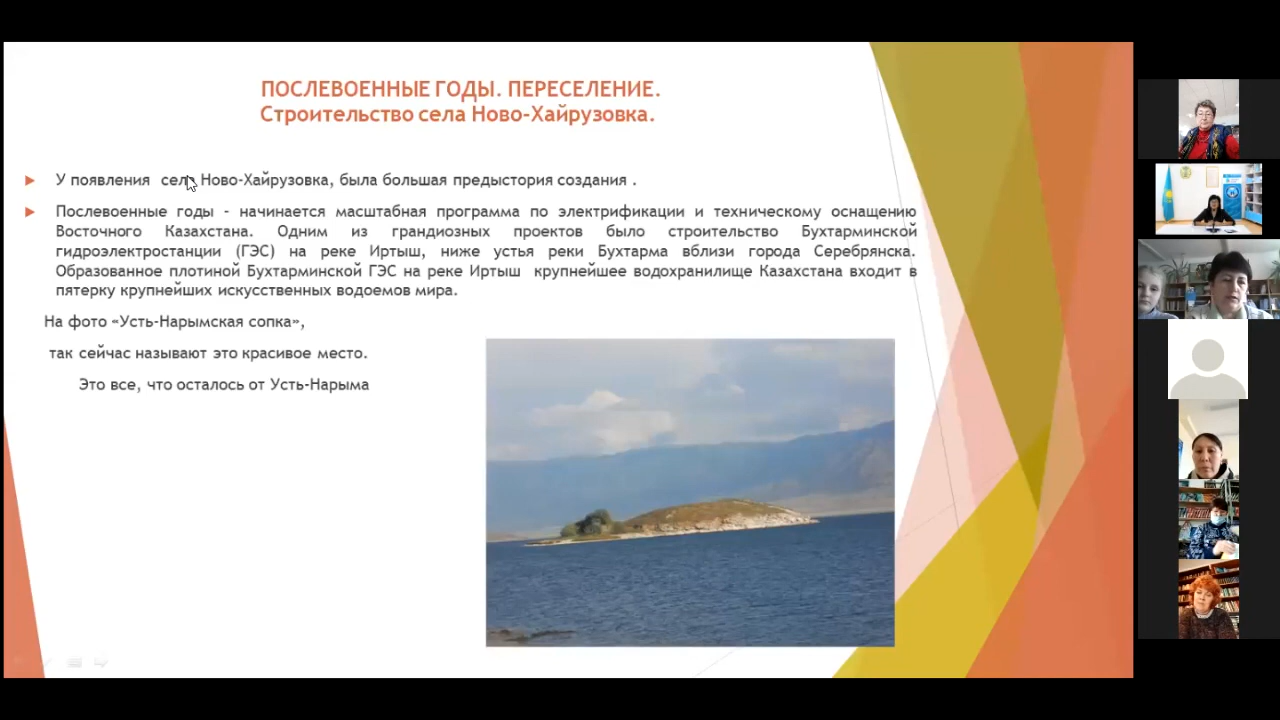 ПОСЛЕВОЕННЫЕ ГОДЫ. ПЕРЕСЕЛЕНИЕ.
Строительство села Ново-Хайрузовка.
У появления села Ново-Хайрузовка, была большая предыстория создания .
Послевоенные годы - начинается масштабная программа по электрификации и техническому оснащению
Восточного Казахстана. Одним из грандиозных проектов было строительство Бухтарминской
гидроэлектростанции (ГЭС) на реке Иртыш, ниже устья реки Бухтарма вблизи города Серебрянска.
Образованное плотиной Бухтарминской ГЭС на реке Иртыш крупнейшее водохранилище Казахстана входит в
пятерку крупнейших искусственных водоемов мира.
На фото «Усть-Нарымская сопка»,
так сейчас называют это красивое место.
Это все, что осталось от Усть-Нарыма